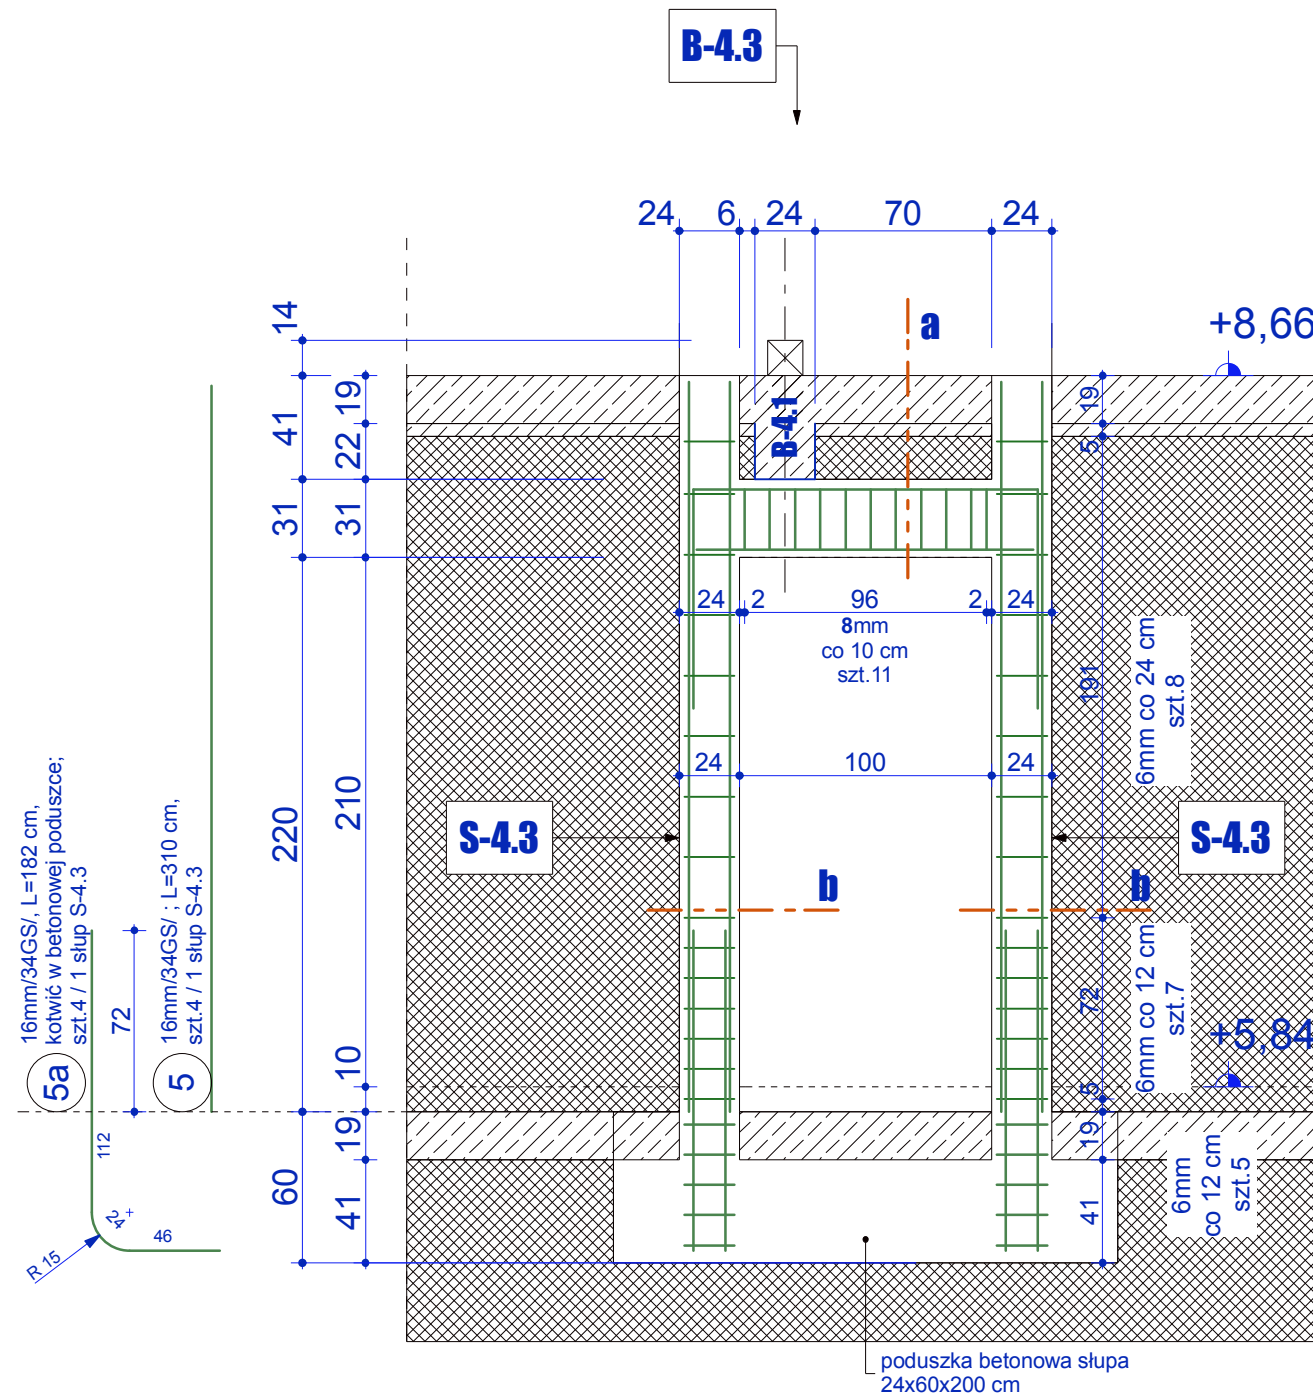 B-4.3
24 6 24 70 24
14
a
+8,66
41
19
22
B-4.1
19
5
31
31
24 2 96 2 24
8mm
co 10 cm
szt.11
6mm co 24 cm
szt.8
191
24 100 24
220
210
S-4.3
S-4.3
b
b
16mm/34GS/, L=182 cm,
kotwić w betonowej poduszce;
szt.4 / 1 słup S-4.3
5a
72
16mm/34GS/ ; L=310 cm,
szt.4 / 1 słup S-4.3
5
6mm co 12 cm
szt.7
72
+5,84
10
5
112
19
19
60
41
41
6mm
co 12 cm
szt.5
24 +
46
R 15
poduszka betonowa słupa
24x60x200 cm